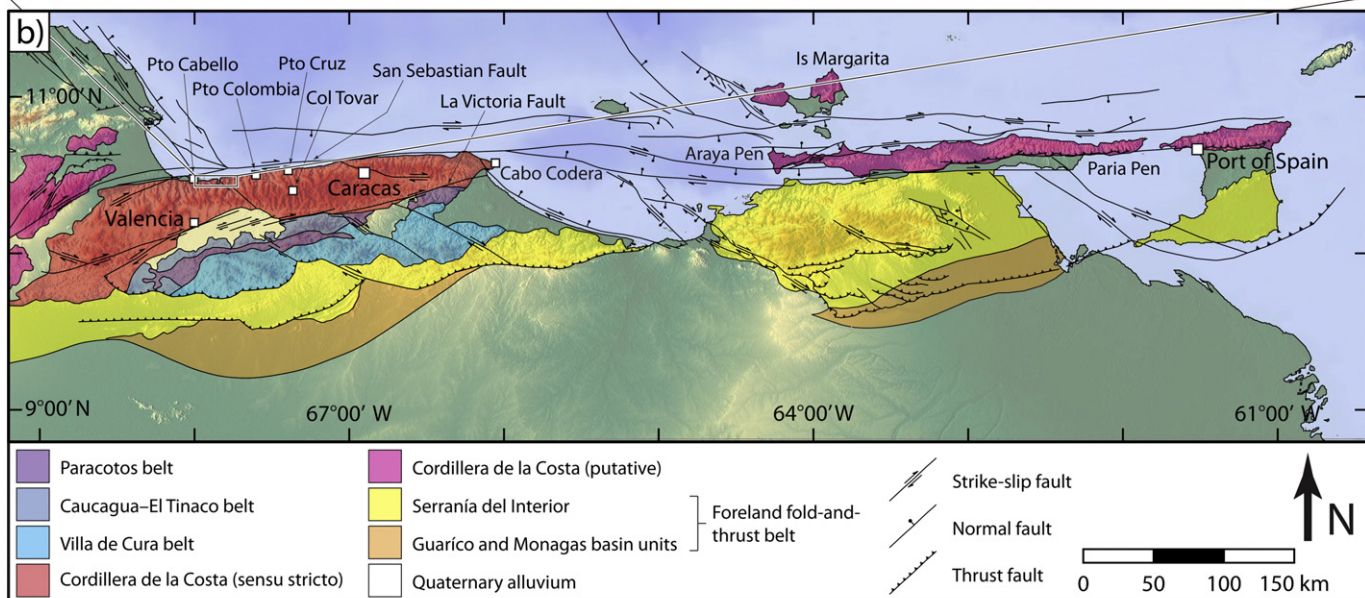 b)
Pto Cabello
Pto Colombia
Pto Cruz
Col Tovar
San Sebastian Fault
La Victoria Fault
Is Margarita
11°00′ N
Araya Pen
Paria Pen
Port of Spain
Cabo Codera
Caracas
Valencia
9°00′ N
67°00′ W
64°00′ W
61°00′ W
Paracotos belt
Caucagua–El Tinaco belt
Villa de Cura belt
Cordillera de la Costa (sensu stricto)
Cordillera de la Costa (putative)
Serranía del Interior
Guaríco and Monagas basin units
Quaternary alluvium
Foreland fold-and-
thrust belt
Strike-slip fault
Normal fault
Thrust fault
N
0 50 100 150 km